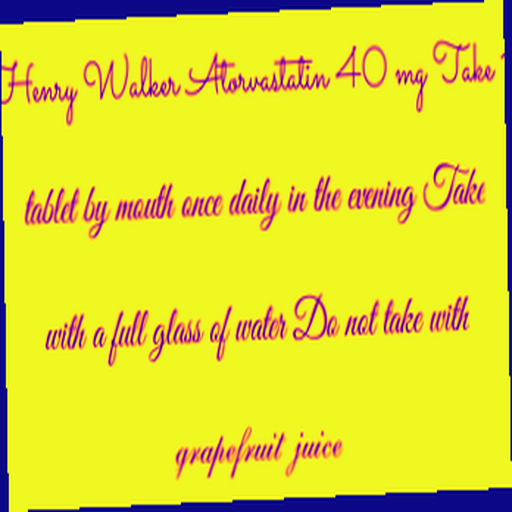 Henry Walker Atorvastatin 40 mg Take
tablet by mouth once daily in the evening Take
with a full glass of water Do not take with
grapefruit juice